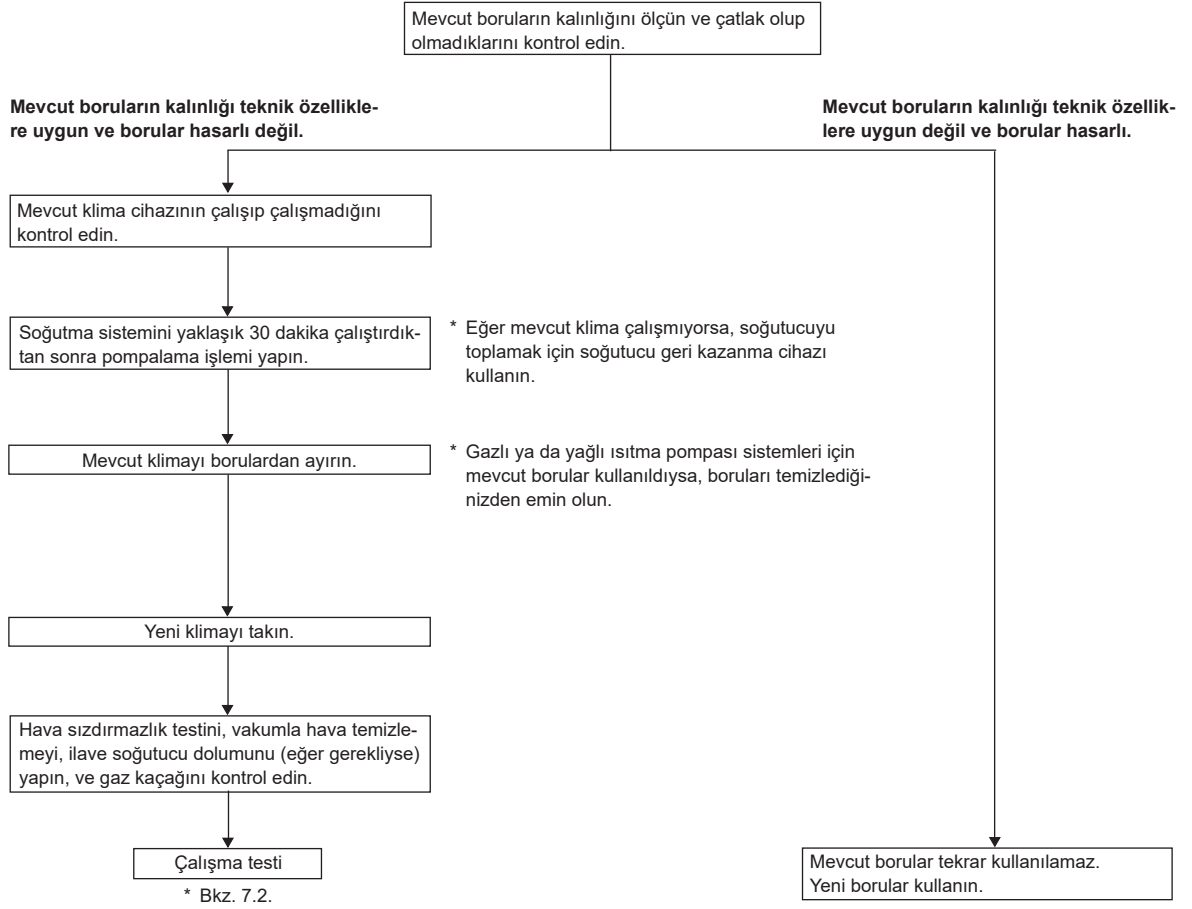 Mevcut boruların kalınlığını ölçün ve çatlak olup
olmadıklarını kontrol edin.
Mevcut boruların kalınlığı teknik özellikle-
re uygun ve borular hasarlı değil.
Mevcut boruların kalınlığı teknik özellik-
lere uygun değil ve borular hasarlı.
Mevcut klima cihazının çalışıp çalışmadığını
kontrol edin.
Soğutma sistemini yaklaşık 30 dakika çalıştırdık-
tan sonra pompalama işlemi yapın.
* Eğer mevcut klima çalışmıyorsa, soğutucuyu
toplamak için soğutucu geri kazanma cihazı
kullanın.
Mevcut klimayı borulardan ayırın.
* Gazlı ya da yağlı ısıtma pompası sistemleri için
mevcut borular kullanıldıysa, boruları temizlediği-
nizden emin olun.
Yeni klimayı takın.
Hava sızdırmazlık testini, vakumla hava temizle-
meyi, ilave soğutucu dolumunu (eğer gerekliyse)
yapın, ve gaz kaçağını kontrol edin.
Çalışma testi
* Bkz. 7.2.
Mevcut borular tekrar kullanılamaz.
Yeni borular kullanın.